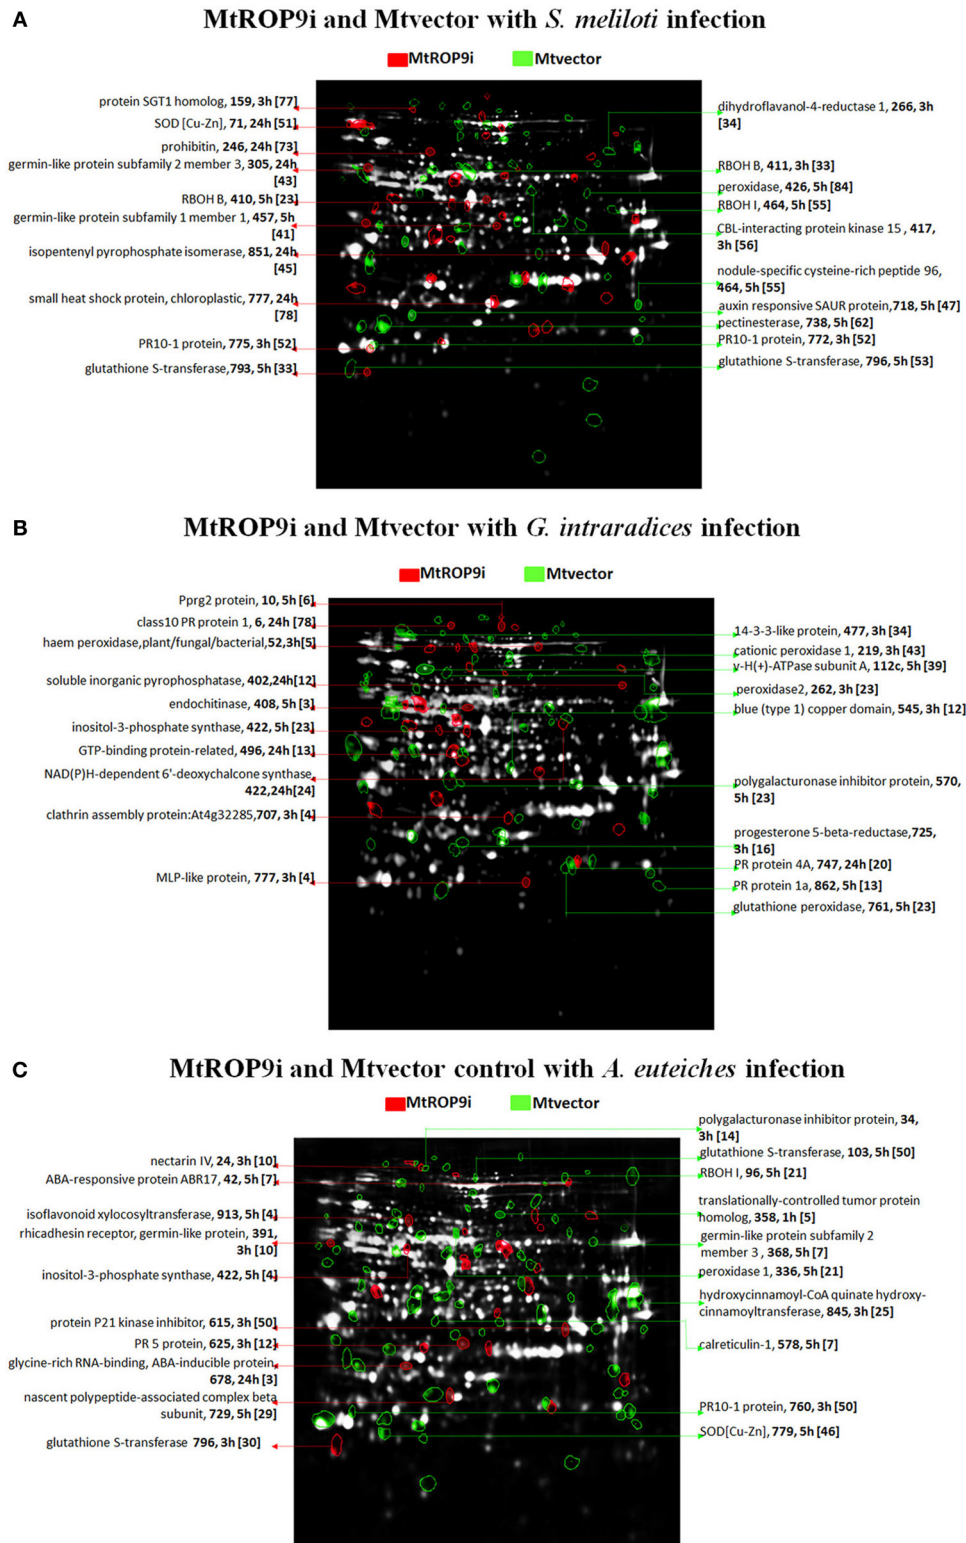 A
MtROP9i and Mtvector with S. meliloti infection
MtROP9i
Mtvector
protein SGT1 homolog, 159, 3h [77]
SOD [Cu-Zn], 71, 24h [51]
prohibitin, 246, 24h [73]
germin-like protein subfamily 2 member 3, 305, 24h
[43]
RBOH B, 410, 5h [23]
germin-like protein subfamily 1 member 1, 457, 5h
[41]
isopentenyl pyrophosphate isomerase, 851, 24h
[45]
small heat shock protein, chloroplastic, 777, 24h
[78]
PR10-1 protein, 775, 3h [52]
glutathione S-transferase,793, 5h [33]
dihydroflavanol-4-reductase 1, 266, 3h
[34]
RBOH B, 411, 3h [33]
peroxidase, 426, 5h [84]
RBOH I, 464, 5h [55]
CBL-interacting protein kinase 15 , 417,
3h [56]
nodule-specific cysteine-rich peptide 96,
464, 5h [55]
auxin responsive SAUR protein,718, 5h [47]
pectinesterase, 738, 5h [62]
PR10-1 protein, 772, 3h [52]
glutathione S-transferase, 796, 5h [53]
B
MtROP9i and Mtvector with G. intraradices infection
MtROP9i
Mtvector
Pprg2 protein, 10, 5h [6]
class10 PR protein 1, 6, 24h [78]
haem peroxidase,plant/fungal/bacterial,52,3h[5]
soluble inorganic pyrophosphatase, 402,24h[12]
endochitinase, 408, 5h [3]
inositol-3-phosphate synthase, 422, 5h [23]
GTP-binding protein-related, 496, 24h [13]
NAD(P)H-dependent 6'-deoxychalcone synthase,
422,24h[24]
clathrin assembly protein:At4g32285,707, 3h [4]
MLP-like protein, 777, 3h [4]
14-3-3-like protein, 477, 3h [34]
cationic peroxidase 1, 219, 3h [43]
v-H(+)-ATPase subunit A, 112c, 5h [39]
peroxidase2, 262, 3h [23]
blue (type 1) copper domain, 545, 3h [12]
polygalacturonase inhibitor protein, 570,
5h [23]
progesterone 5-beta-reductase,725,
3h [16]
PR protein 4A, 747, 24h [20]
PR protein 1a, 862, 5h [13]
glutathione peroxidase, 761, 5h [23]
C
MtROP9i and Mtvector control with A. euteiches infection
MtROP9i
Mtvector
nectarin IV, 24, 3h [10]
ABA-responsive protein ABR17, 42, 5h [7]
isoflavonoid xylocosyltransferase, 913, 5h [4]
rhicadhesin receptor, germin-like protein, 391,
3h [10]
inositol-3-phosphate synthase, 422, 5h [4]
protein P21 kinase inhibitor, 615, 3h [50]
PR 5 protein, 625, 3h [12]
glycine-rich RNA-binding, ABA-inducible protein,
678, 24h [3]
nascent polypeptide-associated complex beta
subunit, 729, 5h [29]
glutathione S-transferase 796, 3h [30]
polygalacturonase inhibitor protein, 34,
3h [14]
glutathione S-transferase, 103, 5h [50]
RBOH I, 96, 5h [21]
translationally-controlled tumor protein
homolog, 358, 1h [5]
germin-like protein subfamily 2
member 3 , 368, 5h [7]
peroxidase 1, 336, 5h [21]
hydroxycinnamoyl-CoA quinate hydroxy-
cinnamoyltransferase, 845, 3h [25]
calreticulin-1, 578, 5h [7]
PR10-1 protein, 760, 3h [50]
SOD[Cu-Zn], 779, 5h [46]